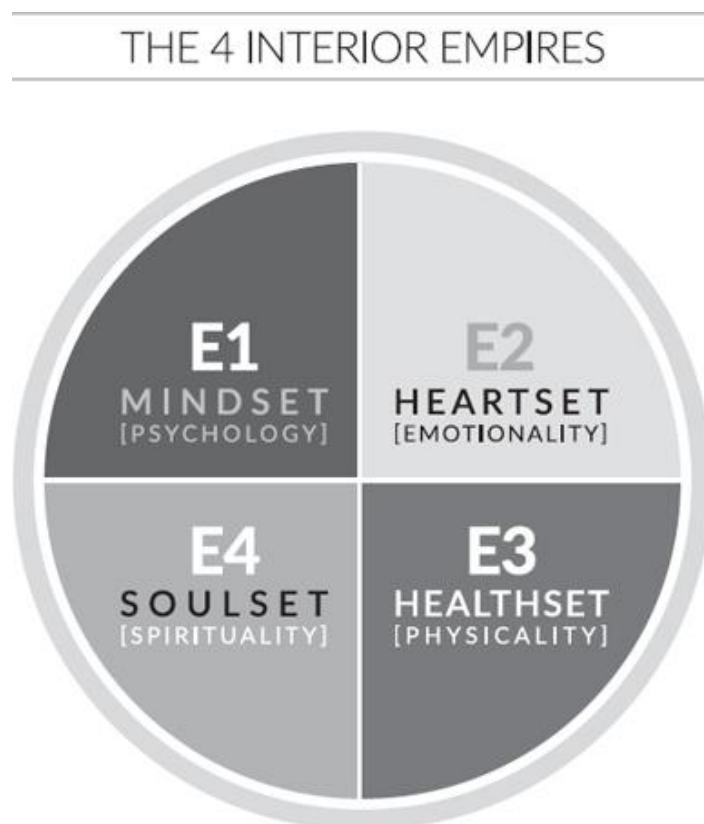 THE 4 INTERIOR EMPIRES
E1
MINDSET
[PSYCHOLOGY]
E2
HEARTSET
[EMOTIONALITY]
E4
SOULSET
[SPIRITUALITY]
E3
HEALTHSET
[PHYSICALITY]